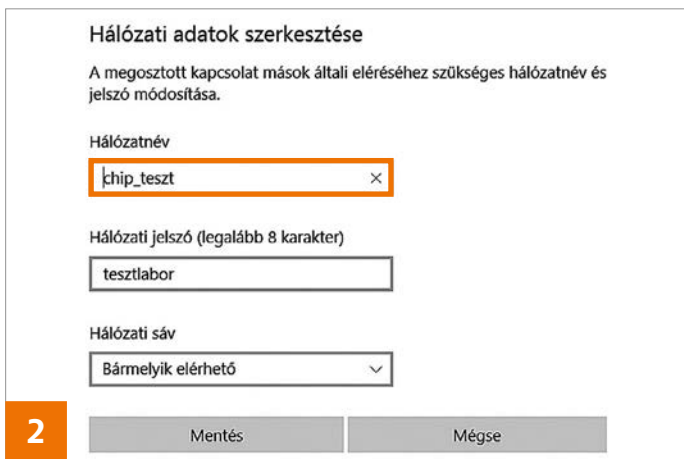 Hálózati adatok szerkesztése
A megosztott kapcsolat mások általi eléréséhez szükséges hálózatnév és
jelszó módosítása.
Hálózatnév
chip_teszt
Hálózati jelszó (legalább 8 karakter)
tesztlabor
Hálózati sáv
Bármelyik elérhető
2
Mentés
Mégse